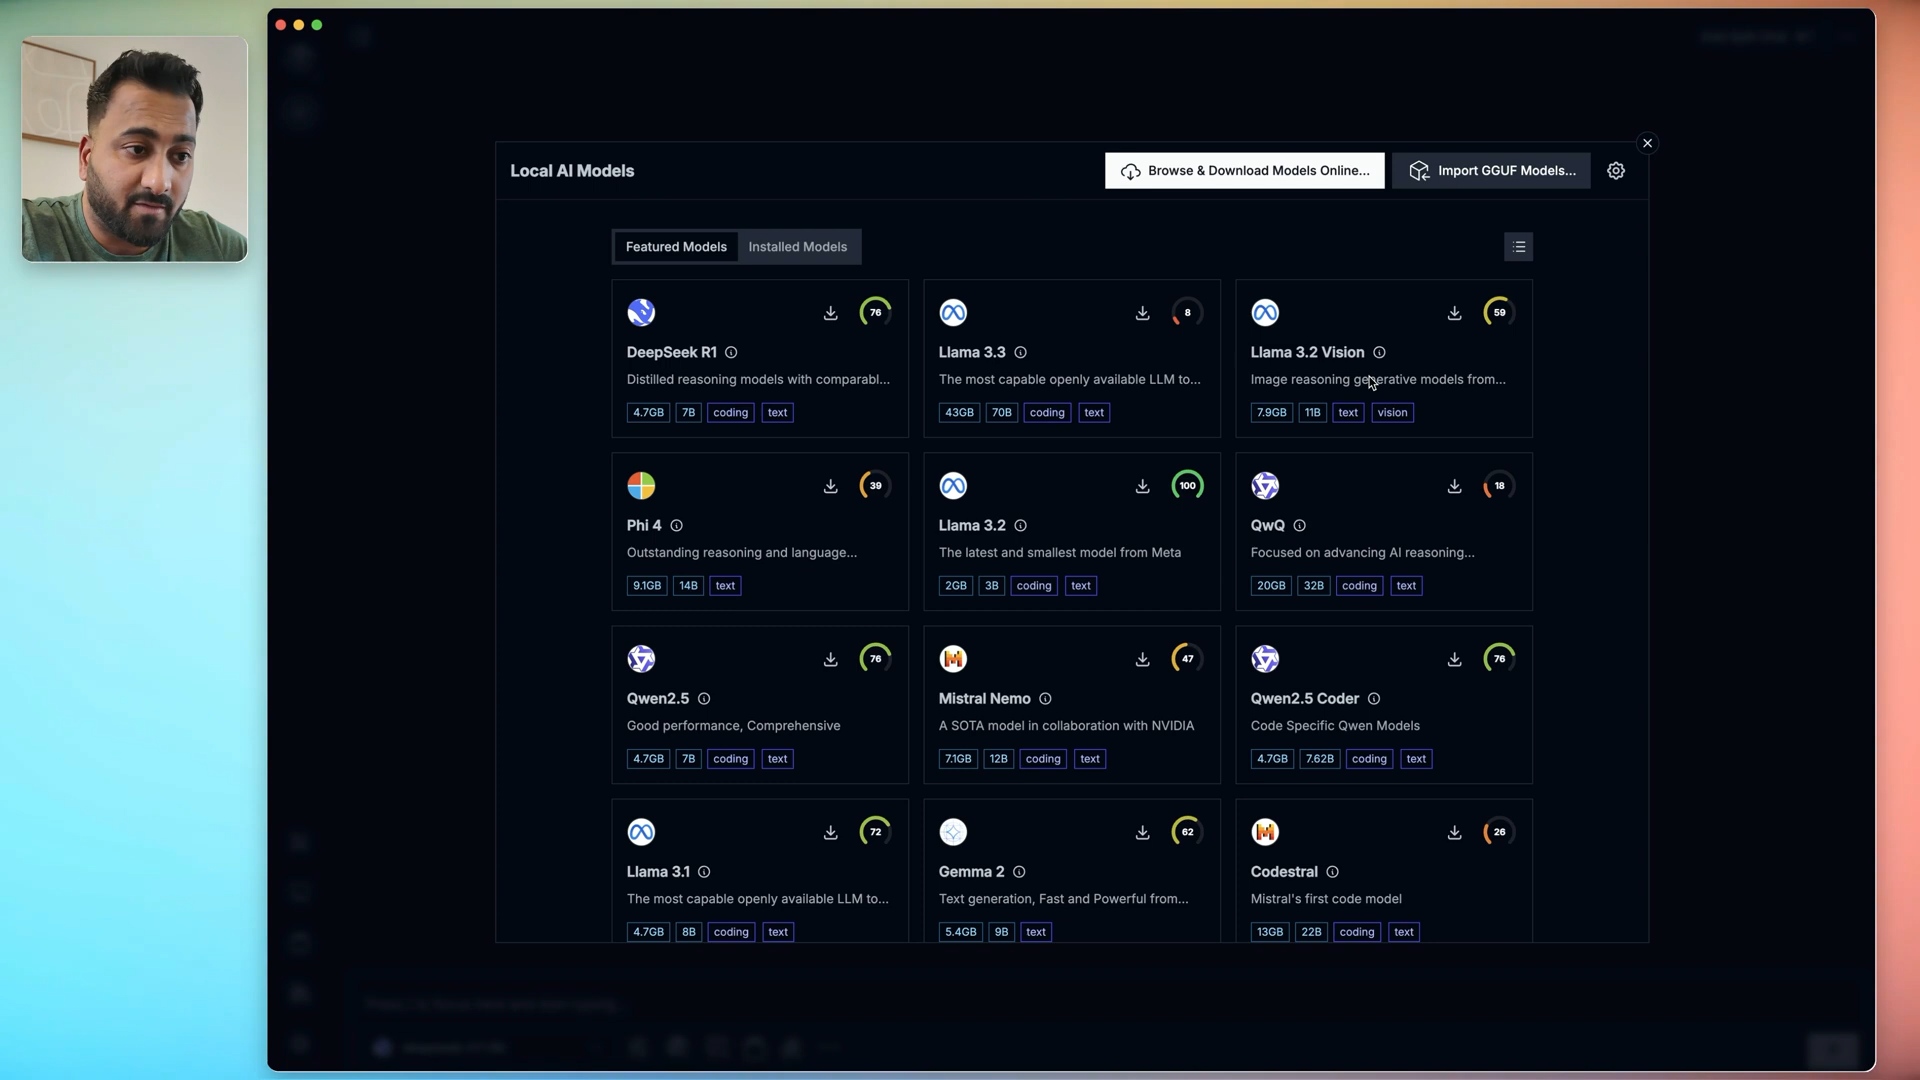 Local AI Models
Browse & Download Models Online...
Import GGUF Models...
Featured Models
Installed Models
76
DeepSeek R1
Distilled reasoning models with comparabl...
4.7GB 7B coding text
8
Llama 3.3
The most capable openly available LLM to...
43GB 70B coding text
59
Llama 3.2 Vision
Image reasoning generative models from...
7.9GB 11B text vision
39
Phi 4
Outstanding reasoning and language...
9.1GB 14B text
100
Llama 3.2
The latest and smallest model from Meta
2GB 3B coding text
18
QwQ
Focused on advancing AI reasoning...
20GB 32B coding text
76
Qwen2.5
Good performance, Comprehensive
4.7GB 7B coding text
47
Mistral Nemo
A SOTA model in collaboration with NVIDIA
7.1GB 12B coding text
76
Qwen2.5 Coder
Code Specific Qwen Models
4.7GB 7.62B coding text
72
Llama 3.1
The most capable openly available LLM to...
4.7GB 8B coding text
62
Gemma 2
Text generation, Fast and Powerful from...
5.4GB 9B text
26
Codestral
Mistral's first code model
13GB 22B coding text